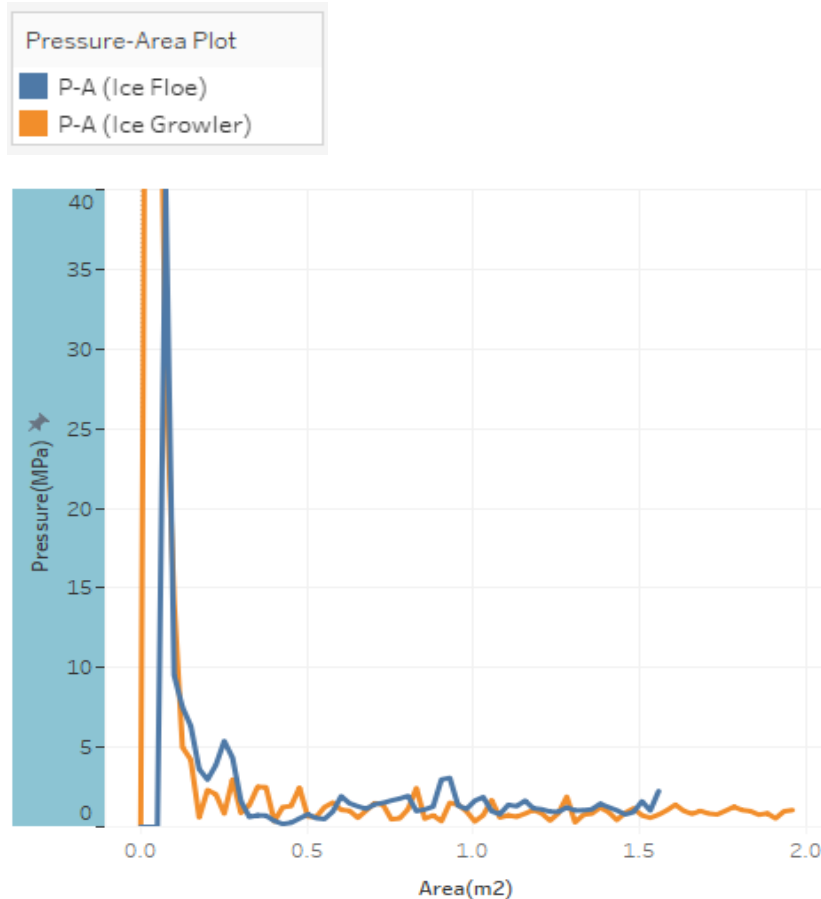 Pressure-Area Plot
P-A (Ice Floe)
P-A (Ice Growler)
40
35
30
25
20
15
10
5
0
Pressure(MPa)
0.0 0.5 1.0 1.5 2.0
Area(m2)